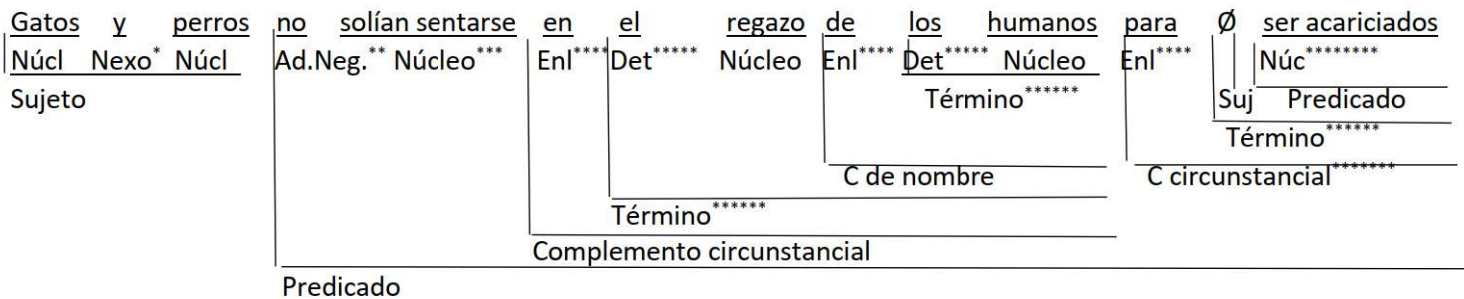 Gatos y perros no solían sentarse en el regazo de los humanos para Ø ser acariciados
Núcl Nexo* Núcl Ad.Neg.** Núcleo*** Enl**** Det***** Núcleo Enl**** Det***** Núcleo Enl**** Núc********
Sujeto Término****** Suj Predicado
Término******
C de nombre C circunstancial*******
Término******
Complemento circunstancial
Predicado